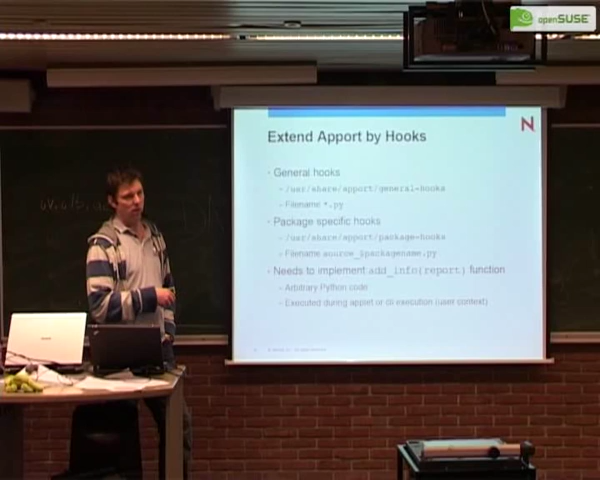 openSUSE
Extend Apport by Hooks
N
- General hooks
- /usr/share/apport/general-hooks
- Filename *.py
- Package specific hooks
- /usr/share/apport/package-hooks
- Filename source_$packagename.py
- Needs to implement add_info(report) function
- Arbitrary Python code
- Executed during applet or cli execution (user context)